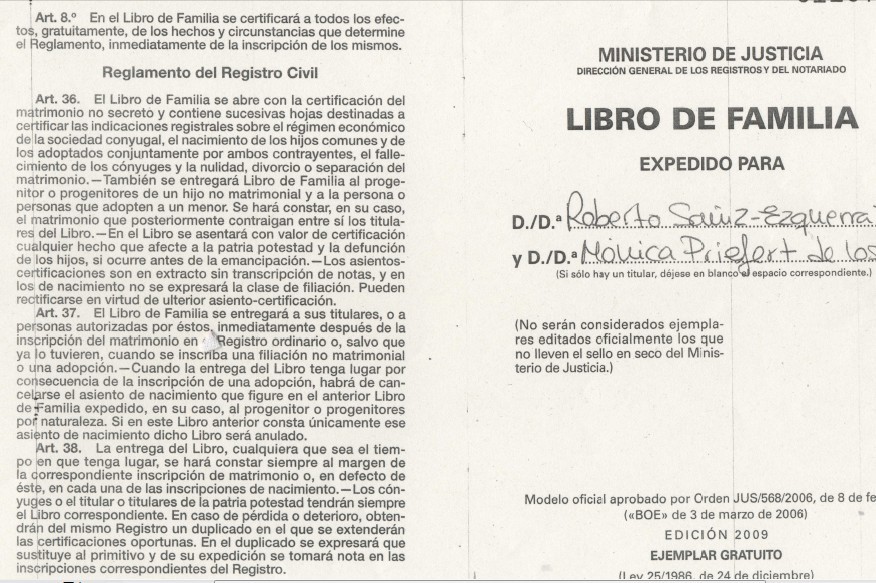 Art. 8.º En el Libro de Familia se certificará a todos los efec-
tos, gratuitamente, de los hechos y circunstancias que determine
el Reglamento, inmediatamente de la inscripción de los mismos.
Reglamento del Registro Civil
Art. 36. El Libro de Familia se abre con la certificación del
matrimonio no secreto y contiene sucesivas hojas destinadas a
certificar las indicaciones registrales sobre el régimen económico
de la sociedad conyugal, el nacimiento de los hijos comunes y de
los adoptados conjuntamente por ambos contrayentes, el falle-
cimiento de los cónyuges y la nulidad, divorcio o separación del
matrimonio.—También se entregará Libro de Familia al proge-
nitor o progenitores de un hijo no matrimonial y a la persona o
personas que adopten a un menor. Se hará constar, en su caso,
el matrimonio que posteriormente contraigan entre sí los titula-
res del Libro.—En el Libro se asentará con valor de certificación
cualquier hecho que afecte a la patria potestad y la defunción
de los hijos, si ocurre antes de la emancipación.—Los asientos-
certificaciones son en extracto sin transcripción de notas, y en
los de nacimiento no se expresará la clase de filiación. Pueden
rectificarse en virtud de ulterior asiento-certificación.
Art. 37. El Libro de Familia se entregará a sus titulares, o a
personas autorizadas por éstos, inmediatamente después de la
inscripción del matrimonio en Registro ordinario o, salvo que
ya lo tuvieren, cuando se inscriba una filiación no matrimonial
o una adopción.—Cuando la entrega del Libro tenga lugar por
consecuencia de la inscripción de una adopción, habrá de can-
celarse el asiento de nacimiento que figure en el anterior Libro
de Familia expedido, en su caso, al progenitor o progenitores
por naturaleza. Si en este Libro anterior consta únicamente ese
asiento de nacimiento dicho Libro será anulado.
Art. 38. La entrega del Libro, cualquiera que sea el tiem-
po en que tenga lugar, se hará constar siempre al margen de
la correspondiente inscripción de matrimonio o, en defecto de
éste, en cada una de las inscripciones de nacimiento.—Los cón-
yuges o el titular o titulares de la patria potestad tendrán siempre
el Libro correspondiente. En caso de pérdida o deterioro, obten-
drán del mismo Registro un duplicado en el que se extenderán
las certificaciones oportunas. En el duplicado se expresará que
sustituye al primitivo y de su expedición se tomará nota en las
inscripciones correspondientes del Registro.
MINISTERIO DE JUSTICIA
DIRECCIÓN GENERAL DE LOS REGISTROS Y DEL NOTARIADO
LIBRO DE FAMILIA
EXPEDIDO PARA
D./D.ª Roberto Sainz-Ezquerra
y D./D.ª Mónica Priefert de los
(Si sólo hay un titular, déjese en blanco el espacio correspondiente.)
(No serán considerados ejempla-
res editados oficialmente los que
no lleven el sello en seco del Minis-
terio de Justicia.)
Modelo oficial aprobado por Orden JUS/568/2006, de 8 de fe
(«BOE» de 3 de marzo de 2006)
EDICIÓN 2009
EJEMPLAR GRATUITO
(Ley 25/1986, de 24 de diciembre)